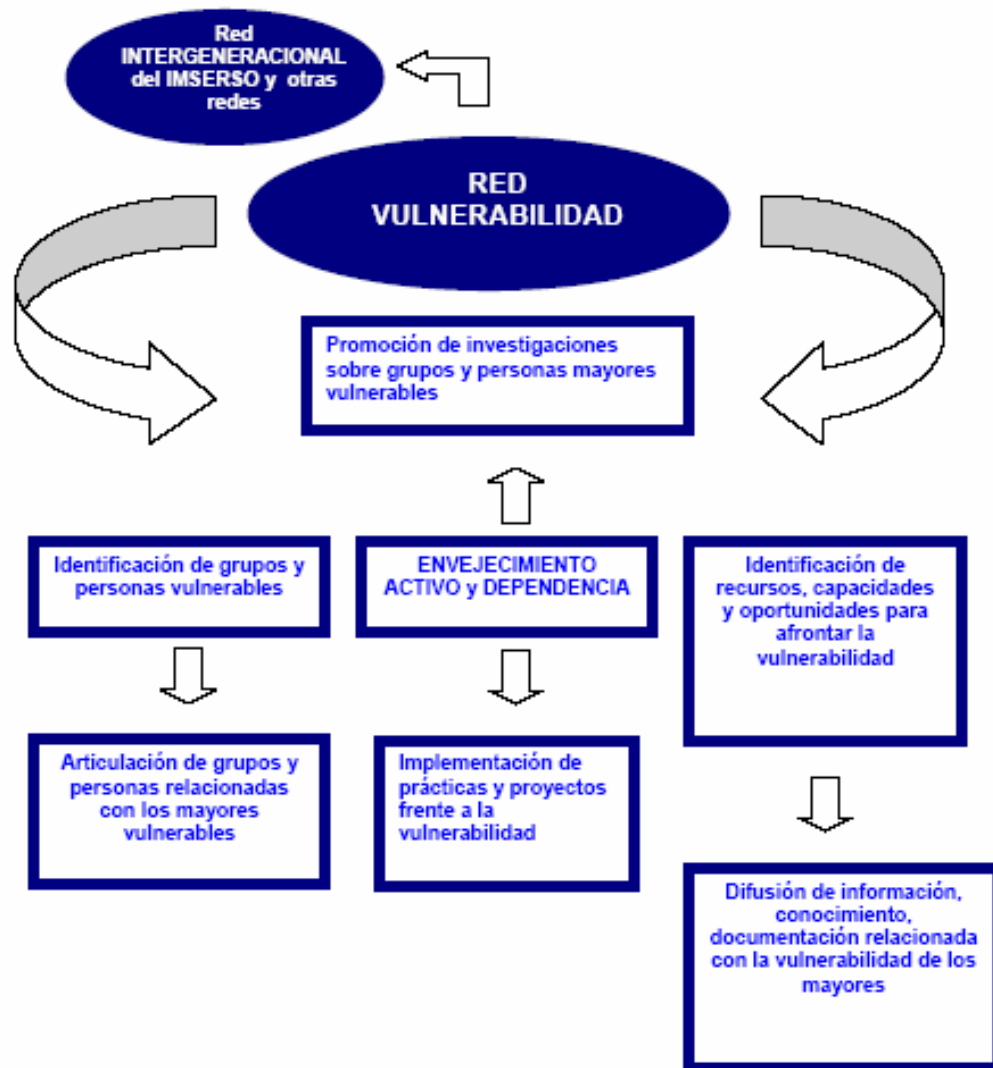 Red
INTERGENERACIONAL
del IMSERSO y otras
redes
RED
VULNERABILIDAD
Promoción de investigaciones
sobre grupos y personas mayores
vulnerables
Identificación de grupos y
personas vulnerables
ENVEJECIMIENTO
ACTIVO y DEPENDENCIA
Identificación de
recursos, capacidades
y oportunidades para
afrontar la
vulnerabilidad
Articulación de grupos y
personas relacionadas
con los mayores
vulnerables
Implementación de
prácticas y proyectos
frente a la
vulnerabilidad
Difusión de información,
conocimiento,
documentación relacionada
con la vulnerabilidad de los
mayores